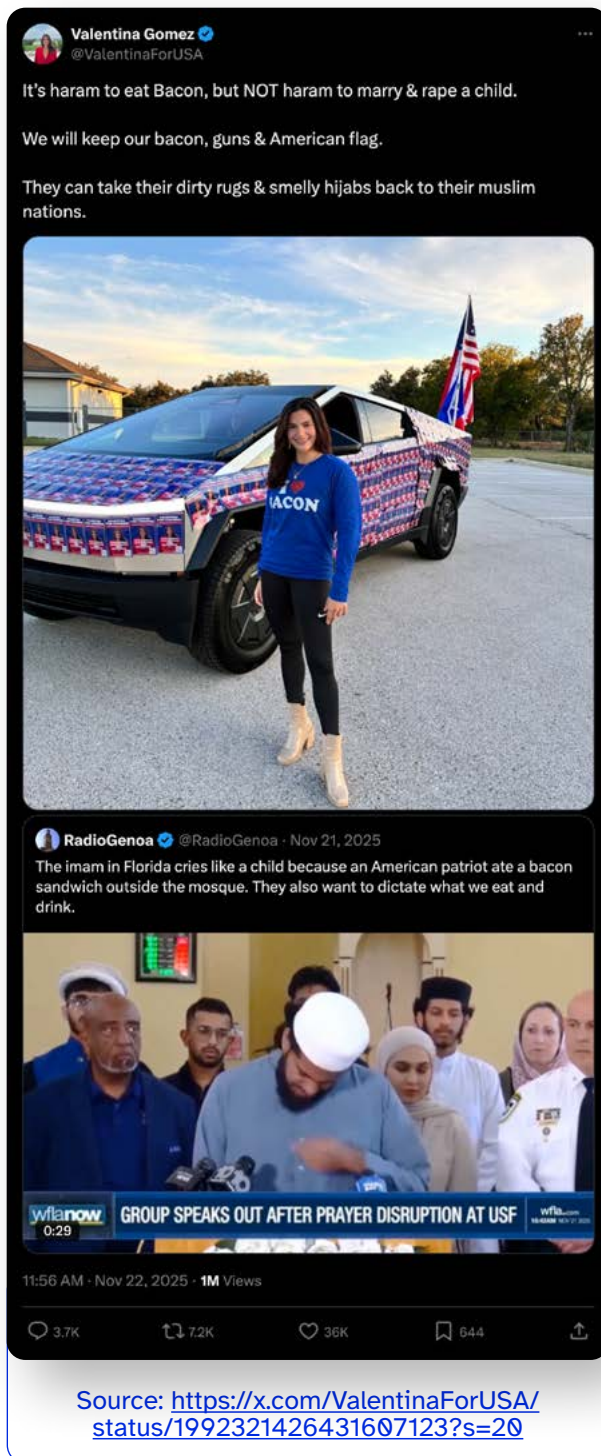 Valentina Gomez
@ValentinaForUSA
It's haram to eat Bacon, but NOT haram to marry & rape a child.
We will keep our bacon, guns & American flag.
They can take their dirty rugs & smelly hijabs back to their muslim
nations.
I
BACON
RadioGenoa @RadioGenoa · Nov 21, 2025
The imam in Florida cries like a child because an American patriot ate a bacon
sandwich outside the mosque. They also want to dictate what we eat and
drink.
wflanow
GROUP SPEAKS OUT AFTER PRAYER DISRUPTION AT USF
wfla.com
0:29
11:56 AM · Nov 22, 2025 · 1M Views
3.7K 7.2K 36K 644
Source: https://x.com/ValentinaForUSA/
status/1992321426431607123?s=20